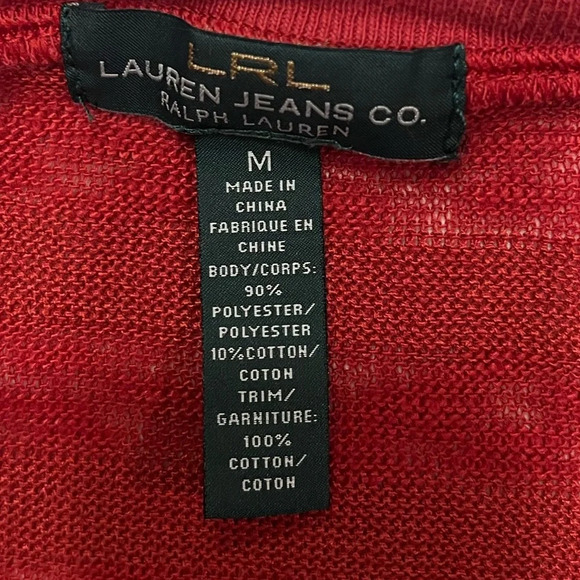 LRL
LAUREN JEANS CO.
RALPH LAUREN
M
MADE IN
CHINA
FABRIQUE EN
CHINE
BODY/CORPS:
90%
POLYESTER/
POLYESTER
10%COTTON/
COTON
TRIM/
GARNITURE:
100%
COTTON/
COTON